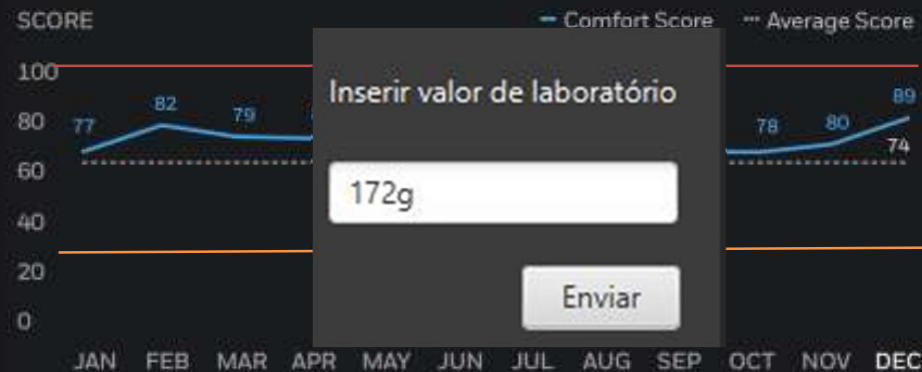 SCORE
Comfort Score
Average Score
100
Inserir valor de laboratório
89
82
79
77
78
80
80
74
60
172g
40
20
Enviar
0
JAN FEB MAR APR MAY JUN JUL AUG SEP OCT NOV DEC